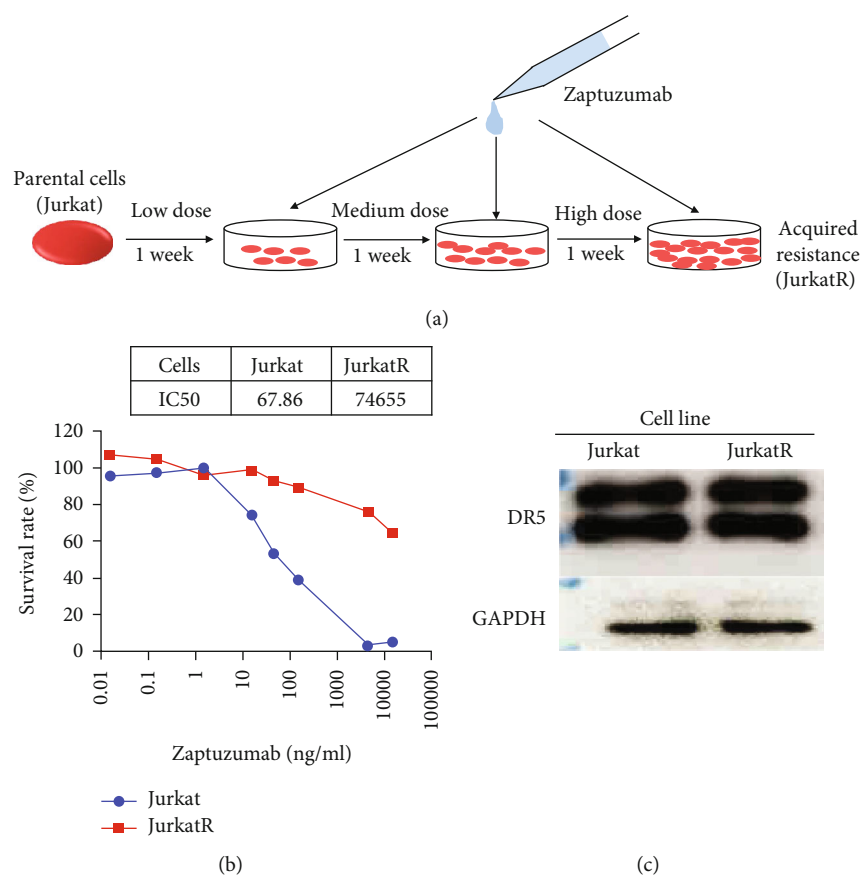 Zaptuzumab
Parental cells
(Jurkat)
Low dose
1 week
Medium dose
1 week
High dose
1 week
Acquired
resistance
(JurkatR)
(a)
Cells Jurkat JurkatR
IC50 67.86 74655
120
100
80
60
40
20
0
Survival rate (%)
0.01 0.1 1 10 100 1000 10000 100000
Zaptuzumab (ng/ml)
Jurkat
JurkatR
(b)
Cell line
Jurkat JurkatR
DR5
GAPDH
(c)